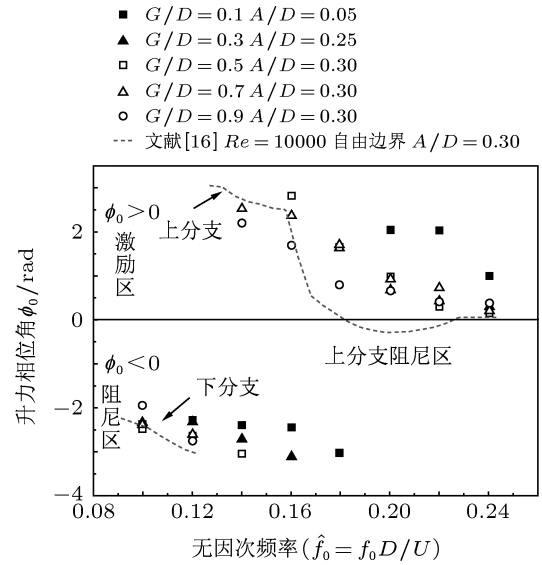 G/D=0.1 A/D=0.05
G/D=0.3 A/D=0.25
G/D=0.5 A/D=0.30
G/D=0.7 A/D=0.30
G/D=0.9 A/D=0.30
文献[16] Re=10000 自由边界 A/D=0.30
ϕ₀>0
激励区
上分支
2
升力相位角ϕ₀/rad
0
上分支阻尼区
ϕ₀<0
阻尼区
下分支
−2
−4
0.08 0.12 0.16 0.20 0.24
无因次频率(f̂₀=f₀D/U)